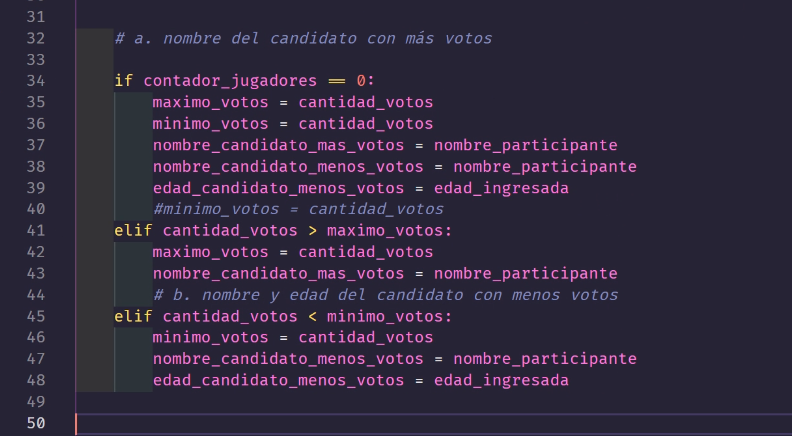 31
32 # a. nombre del candidato con más votos
33
34 if contador_jugadores == 0:
35 maximo_votos = cantidad_votos
36 minimo_votos = cantidad_votos
37 nombre_candidato_mas_votos = nombre_participante
38 nombre_candidato_menos_votos = nombre_participante
39 edad_candidato_menos_votos = edad_ingresada
40 #minimo_votos = cantidad_votos
41 elif cantidad_votos > maximo_votos:
42 maximo_votos = cantidad_votos
43 nombre_candidato_mas_votos = nombre_participante
44 # b. nombre y edad del candidato con menos votos
45 elif cantidad_votos < minimo_votos:
46 minimo_votos = cantidad_votos
47 nombre_candidato_menos_votos = nombre_participante
48 edad_candidato_menos_votos = edad_ingresada
49
50